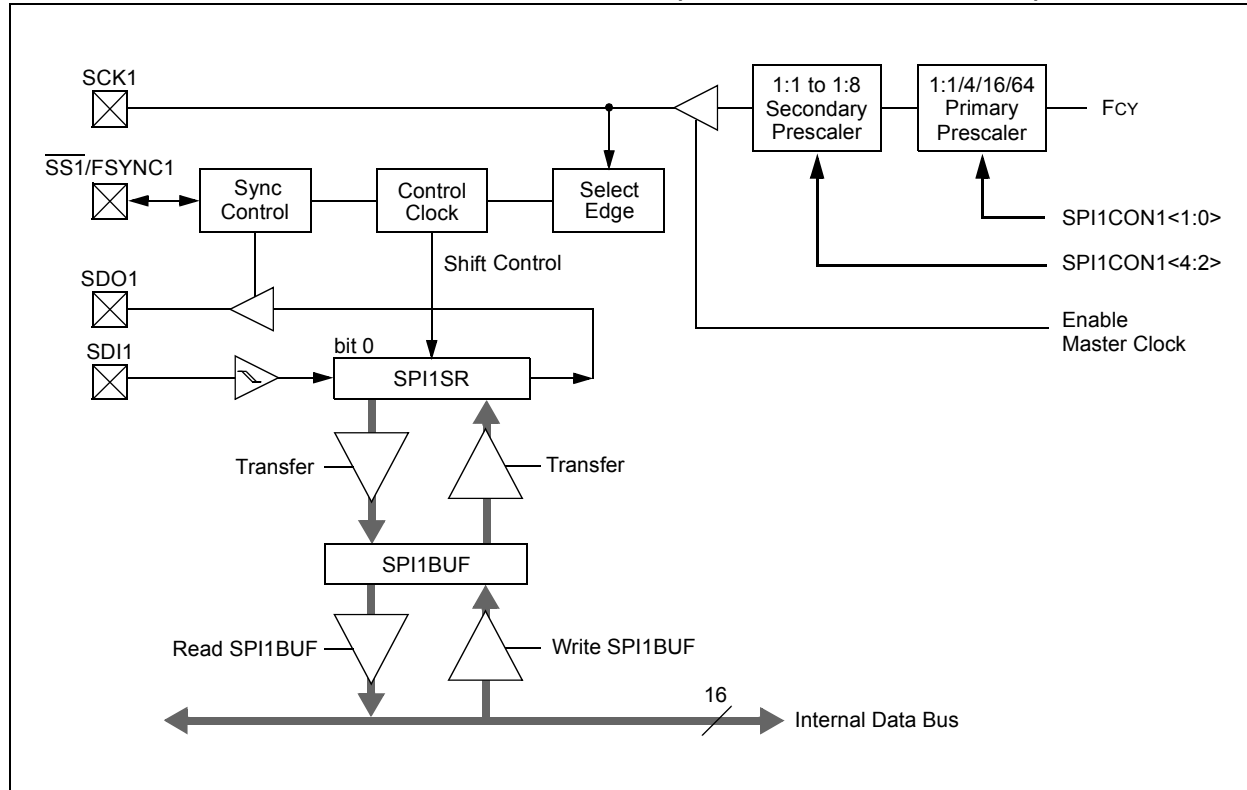 SCK1
1:1 to 1:8
Secondary
Prescaler
1:1/4/16/64
Primary
Prescaler
FCY
SS1/FSYNC1
Sync
Control
Control
Clock
Select
Edge
SPI1CON1<1:0>
Shift Control
SPI1CON1<4:2>
SDO1
Enable
Master Clock
SDI1
bit 0
SPI1SR
Transfer
Transfer
SPI1BUF
Read SPI1BUF
Write SPI1BUF
16
Internal Data Bus